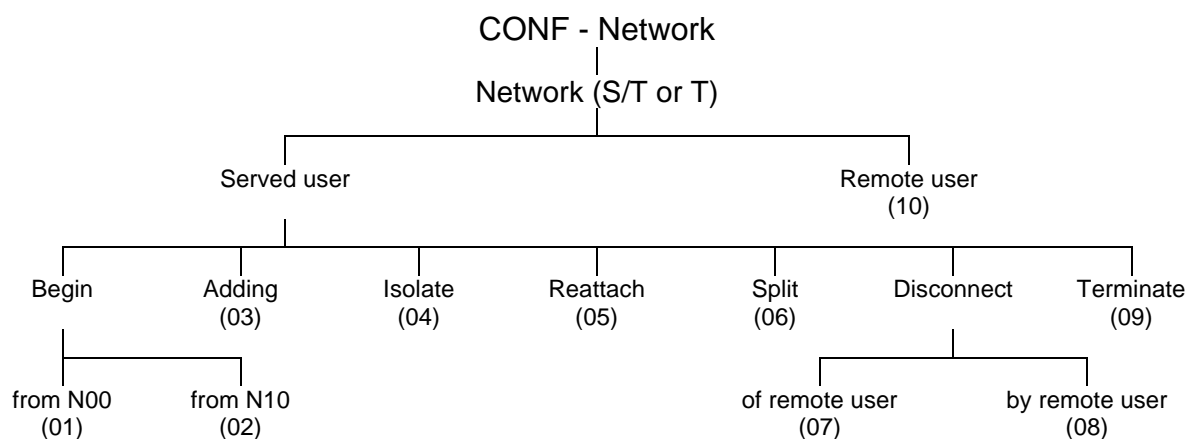 CONF - Network
Network (S/T or T)
Served user
Remote user
(10)
Begin
Adding
(03)
Isolate
(04)
Reattach
(05)
Split
(06)
Disconnect
Terminate
(09)
from N00
(01)
from N10
(02)
of remote user
(07)
by remote user
(08)